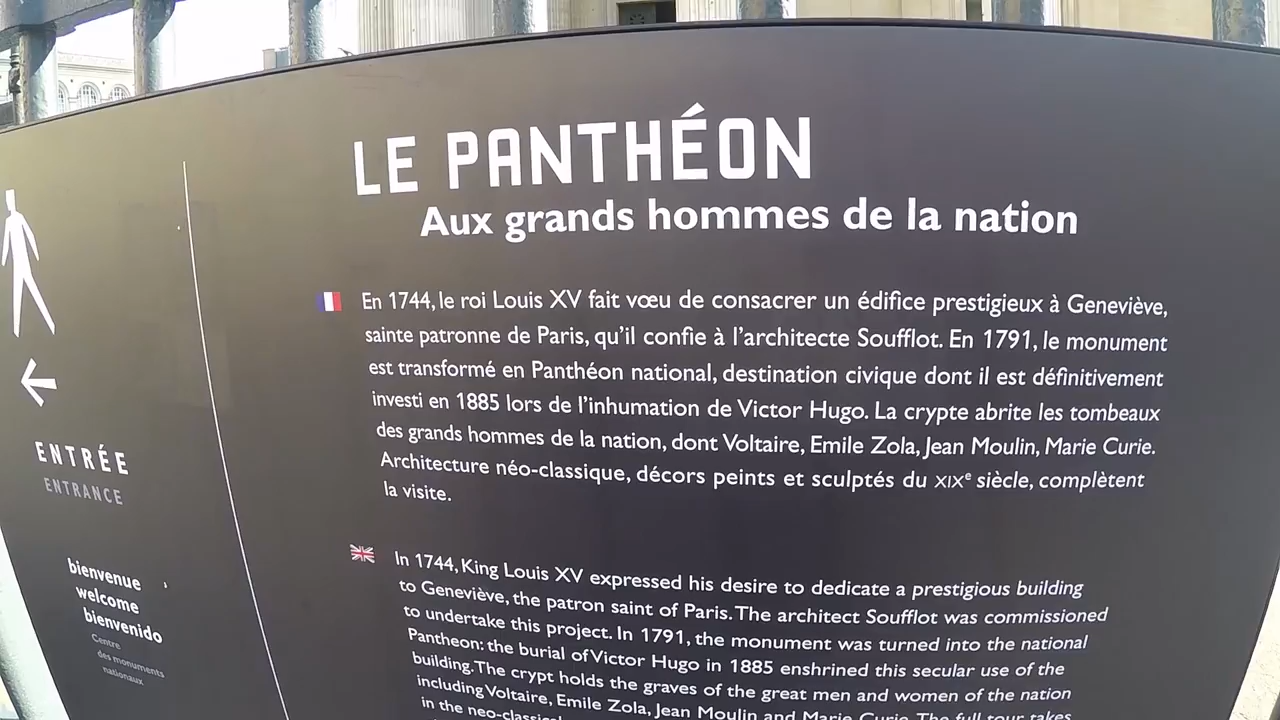 LE PANTHÉON
Aux grands hommes de la nation
En 1744, le roi Louis XV fait vœu de consacrer un édifice prestigieux à Geneviève,
sainte patronne de Paris, qu'il confie à l'architecte Soufflot. En 1791, le monument
est transformé en Panthéon national, destination civique dont il est définitivement
investi en 1885 lors de l'inhumation de Victor Hugo. La crypte abrite les tombeaux
des grands hommes de la nation, dont Voltaire, Emile Zola, Jean Moulin, Marie Curie.
Architecture néo-classique, décors peints et sculptés du XIXe siècle, complètent
la visite.
In 1744, King Louis XV expressed his desire to dedicate a prestigious building
to Geneviève, the patron saint of Paris. The architect Soufflot was commissioned
to undertake this project. In 1791, the monument was turned into the national
Pantheon: the burial of Victor Hugo in 1885 enshrined this secular use of the
building. The crypt holds the graves of the great men and women of the nation
including Voltaire, Emile Zola, Jean Moulin and Marie Curie. The full tour takes
in the
ENTRÉE
ENTRANCE
bienvenue
welcome
bienvenido
Centre
des monuments
nationaux